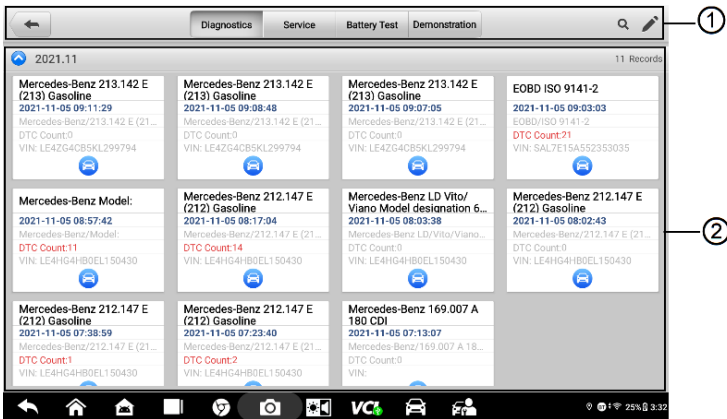 Diagnostics Service Battery Test Demonstration
1
2021.11 11 Records
Mercedes-Benz 213.142 E
(213) Gasoline
2021-11-05 09:11:29
Mercedes-Benz/213.142 E (21...
DTC Count:0
VIN: LE4ZG4CB5KL299794
Mercedes-Benz 213.142 E
(213) Gasoline
2021-11-05 09:08:48
Mercedes-Benz/213.142 E (21...
DTC Count:0
VIN: LE4ZG4CB5KL299794
Mercedes-Benz 213.142 E
(213) Gasoline
2021-11-05 09:07:05
Mercedes-Benz/213.142 E (21...
DTC Count:0
VIN: LE4ZG4CB5KL299794
EOBD ISO 9141-2
2021-11-05 09:03:03
EOBD/ISO 9141-2
DTC Count:21
VIN: SAL7E15A552353035
Mercedes-Benz Model:
2021-11-05 08:57:42
Mercedes-Benz/Model:
DTC Count:11
VIN: LE4HG4HB0EL150430
Mercedes-Benz 212.147 E
(212) Gasoline
2021-11-05 08:17:04
Mercedes-Benz/212.147 E (21...
DTC Count:14
VIN: LE4HG4HB0EL150430
Mercedes-Benz LD Vito/
Viano Model designation 6...
2021-11-05 08:03:38
Mercedes-Benz LD/Vito/Viano...
DTC Count:0
VIN: LE4HG4HB0EL150430
Mercedes-Benz 212.147 E
(212) Gasoline
2021-11-05 08:02:43
Mercedes-Benz/212.147 E (21...
DTC Count:0
VIN: LE4HG4HB0EL150430
2
Mercedes-Benz 212.147 E
(212) Gasoline
2021-11-05 07:38:59
Mercedes-Benz/212.147 E (21...
DTC Count:1
VIN: LE4HG4HB0EL150430
Mercedes-Benz 212.147 E
(212) Gasoline
2021-11-05 07:23:40
Mercedes-Benz/212.147 E (21...
DTC Count:2
VIN: LE4HG4HB0EL150430
Mercedes-Benz 169.007 A
180 CDI
2021-11-05 07:13:07
Mercedes-Benz/169.007 A 18...
DTC Count:0
VIN:
VCI 25% 3:32